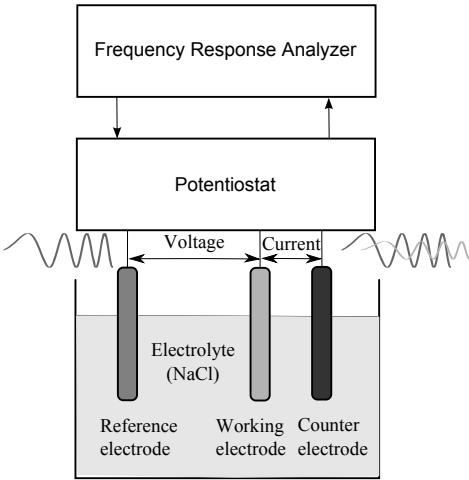 Frequency Response Analyzer
Potentiostat
Voltage
Current
Electrolyte
(NaCl)
Reference
electrode
Working
electrode
Counter
electrode